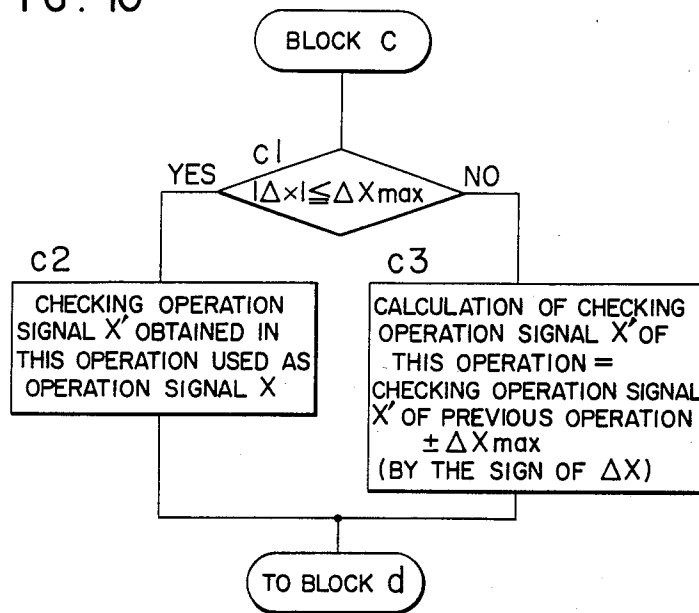 FG. 10
BLOCK C
c1
YES
|Δx|≦ΔXmax
NO
c2
CHECKING OPERATION
SIGNAL X' OBTAINED IN
THIS OPERATION USED AS
OPERATION SIGNAL X
c3
CALCULATION OF CHECKING
OPERATION SIGNAL X' OF
THIS OPERATION =
CHECKING OPERATION SIGNAL
X' OF PREVIOUS OPERATION
± ΔXmax
(BY THE SIGN OF ΔX)
TO BLOCK d